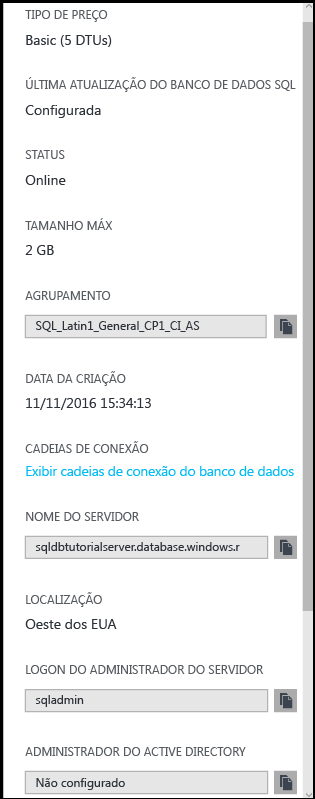 TIPO DE PREÇO
Basic (5 DTUs)
ÚLTIMA ATUALIZAÇÃO DO BANCO DE DADOS SQL
Configurada
STATUS
Online
TAMANHO MÁX
2 GB
AGRUPAMENTO
SQL_Latin1_General_CP1_CI_AS
DATA DA CRIAÇÃO
11/11/2016 15:34:13
CADEIAS DE CONEXÃO
Exibir cadeias de conexão do banco de dados
NOME DO SERVIDOR
sqldbtutorialserver.database.windows.r
LOCALIZAÇÃO
Oeste dos EUA
LOGON DO ADMINISTRADOR DO SERVIDOR
sqladmin
ADMINISTRADOR DO ACTIVE DIRECTORY
Não configurado